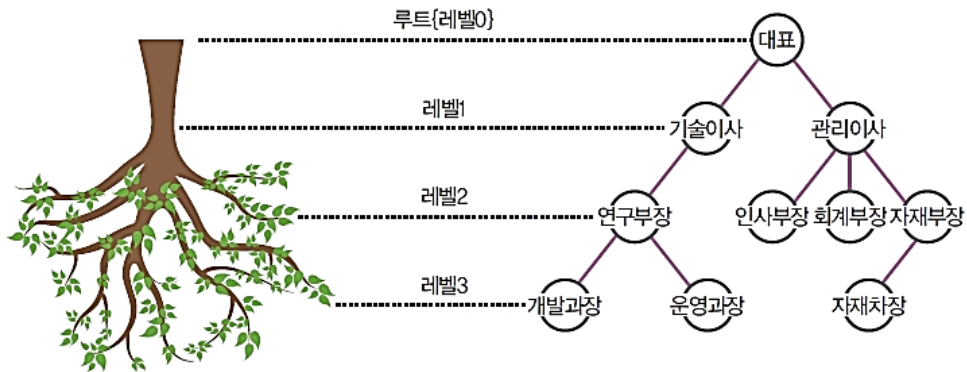 루트{레벨0}
대표
레벨1
기술이사
관리이사
레벨2
연구부장
인사부장
회계부장
자재부장
레벨3
개발과장
운영과장
자재차장